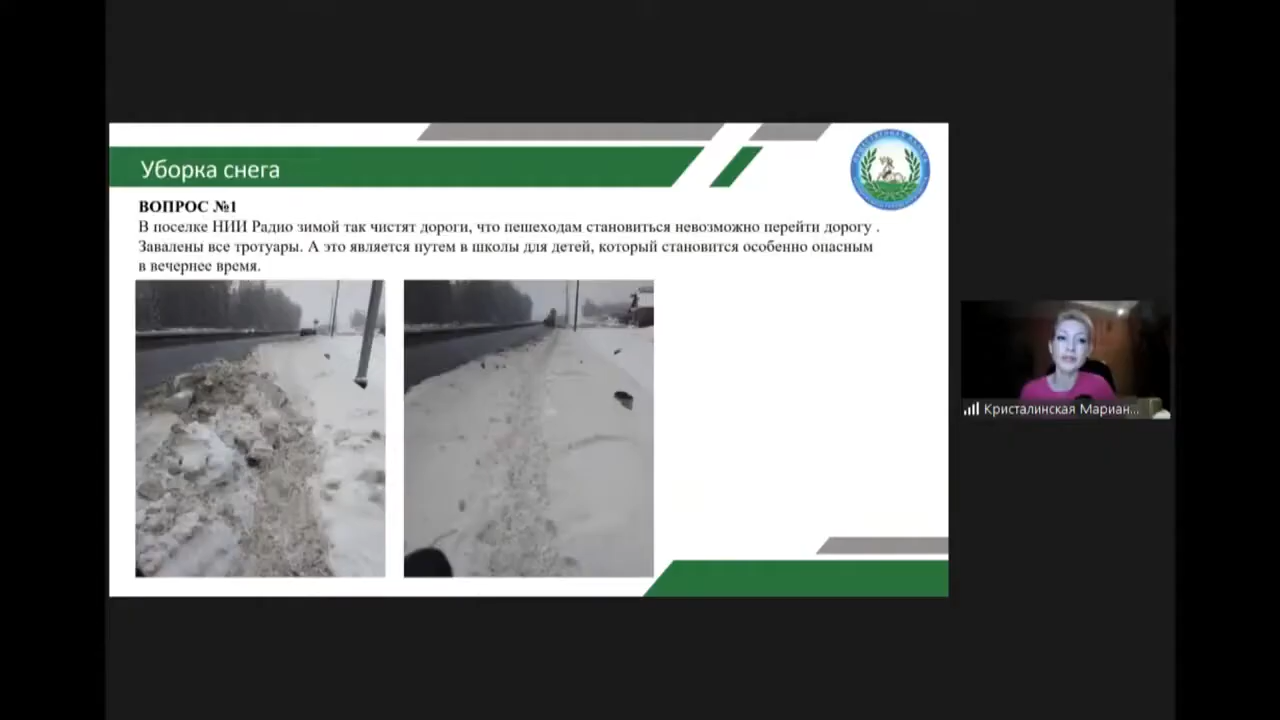 Уборка снега
ВОПРОС №1
В поселке НИИ Радио зимой так чистят дороги, что пешеходам становиться невозможно перейти дорогу .
Завалены все тротуары. А это является путем в школы для детей, который становится особенно опасным
в вечернее время.
Кристалинская Мариан...